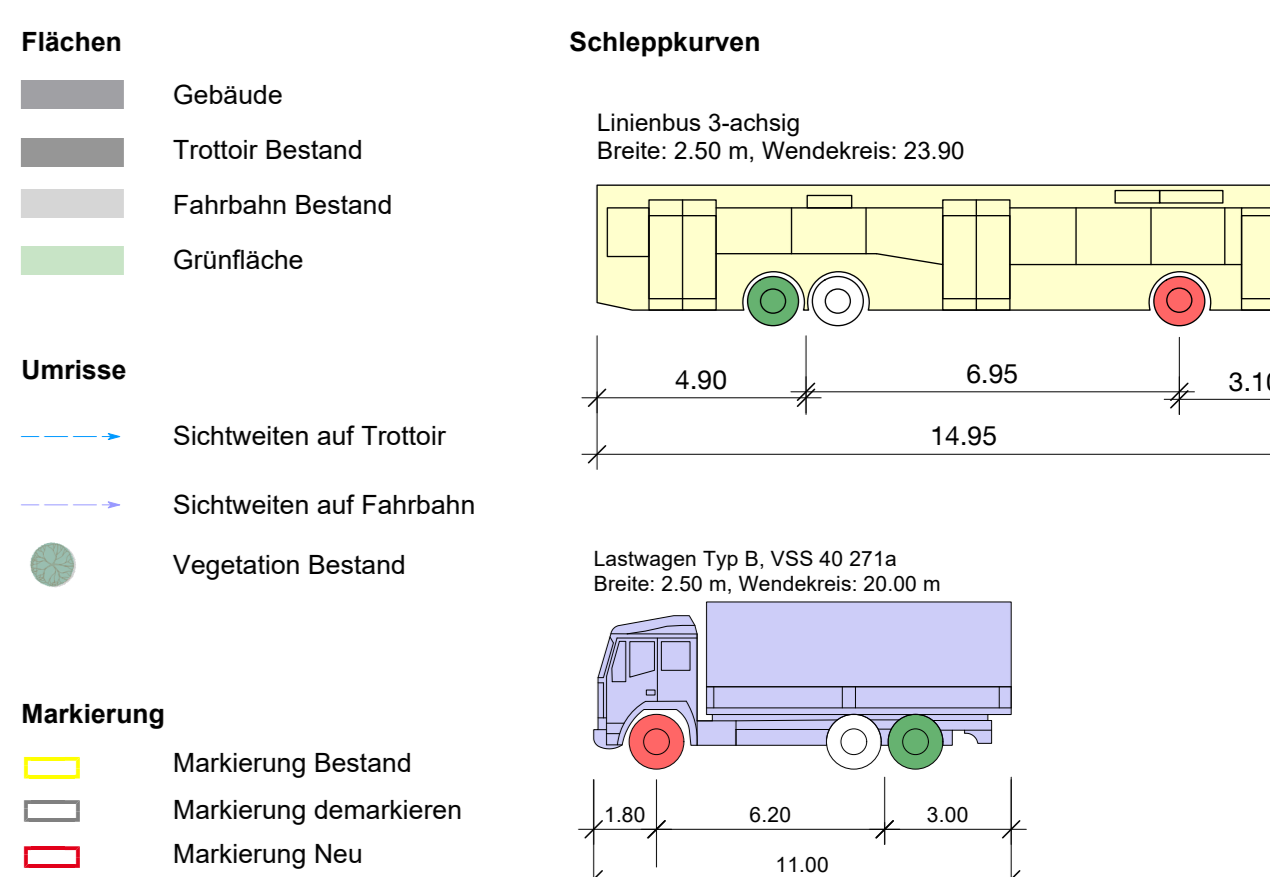 Flächen
Gebäude
Trottoir Bestand
Fahrbahn Bestand
Grünfläche
Umrisse
Sichtweiten auf Trottoir
Sichtweiten auf Fahrbahn
Vegetation Bestand
Markierung
Markierung Bestand
Markierung demarkieren
Markierung Neu
Schleppkurven
Linienbus 3-achsig
Breite: 2.50 m, Wendekreis: 23.90
4.90 6.95 3.10
14.95
Lastwagen Typ B, VSS 40 271a
Breite: 2.50 m, Wendekreis: 20.00 m
1.80 6.20 3.00
11.00